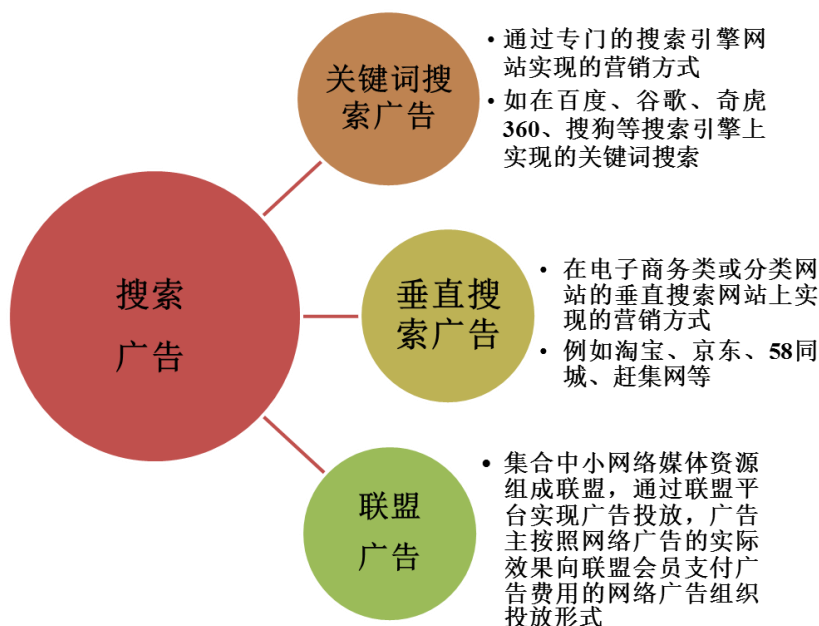 搜索
广告
关键词搜
索广告
• 通过专门的搜索引擎网
站实现的营销方式
• 如在百度、谷歌、奇虎
360、搜狗等搜索引擎上
实现的关键词搜索
垂直搜
索广告
• 在电子商务类或分类网
站的垂直搜索网站上实
现的营销方式
• 例如淘宝、京东、58同
城、赶集网等
联盟
广告
• 集合中小网络媒体资源
组成联盟，通过联盟平
台实现广告投放，广告
主按照网络广告的实际
效果向联盟会员支付广
告费用的网络广告组织
投放形式